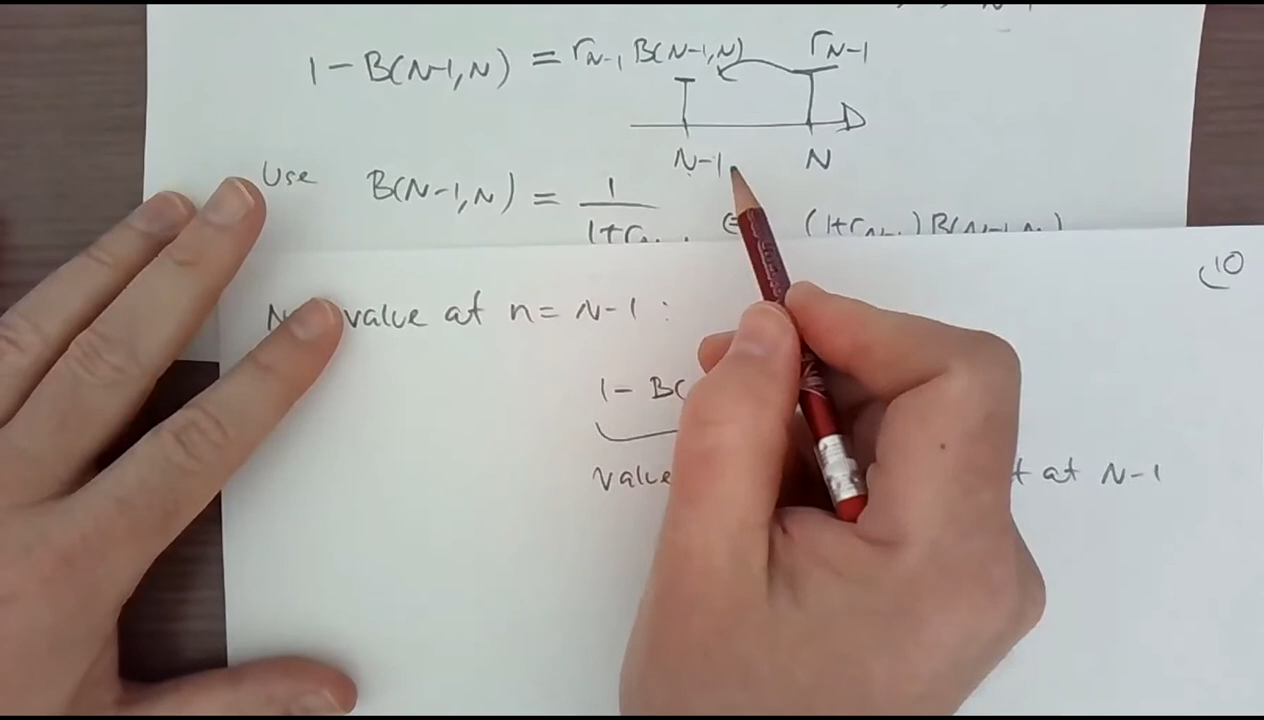 1 - B(N-1,N) = r_{N-1} B(N-1,N)
r_{N-1}
N-1 N
Use B(N-1,N) = 1/(1+r (1+r B(N-1,N)
10
value at n = N-1 :
1 - B(
value at N-1